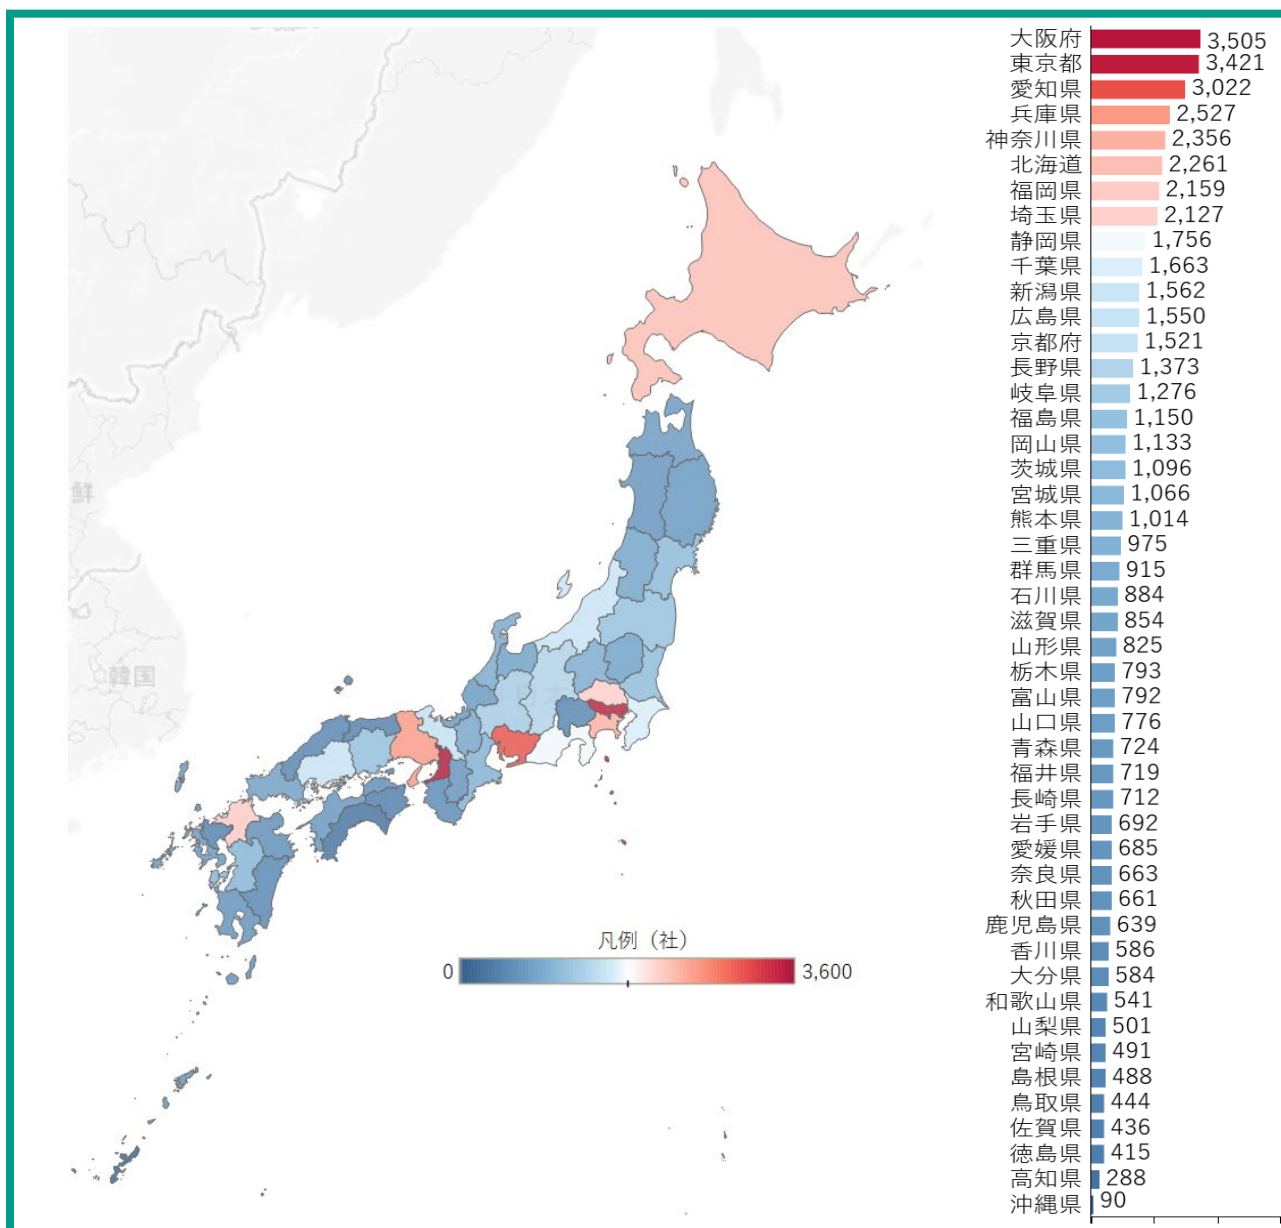 大阪府 3,505
東京都 3,421
愛知県 3,022
兵庫県 2,527
神奈川県 2,356
北海道 2,261
福岡県 2,159
埼玉県 2,127
静岡県 1,756
千葉県 1,663
新潟県 1,562
広島県 1,550
京都府 1,521
長野県 1,373
岐阜県 1,276
福島県 1,150
岡山県 1,133
茨城県 1,096
宮城県 1,066
熊本県 1,014
三重県 975
群馬県 915
石川県 884
滋賀県 854
山形県 825
栃木県 793
富山県 792
山口県 776
青森県 724
福井県 719
長崎県 712
岩手県 692
愛媛県 685
奈良県 663
秋田県 661
鹿児島県 639
香川県 586
大分県 584
和歌山県 541
山梨県 501
宮崎県 491
島根県 488
鳥取県 444
佐賀県 436
徳島県 415
高知県 288
沖縄県 90
鮮
韓国
凡例（社）
0 3,600